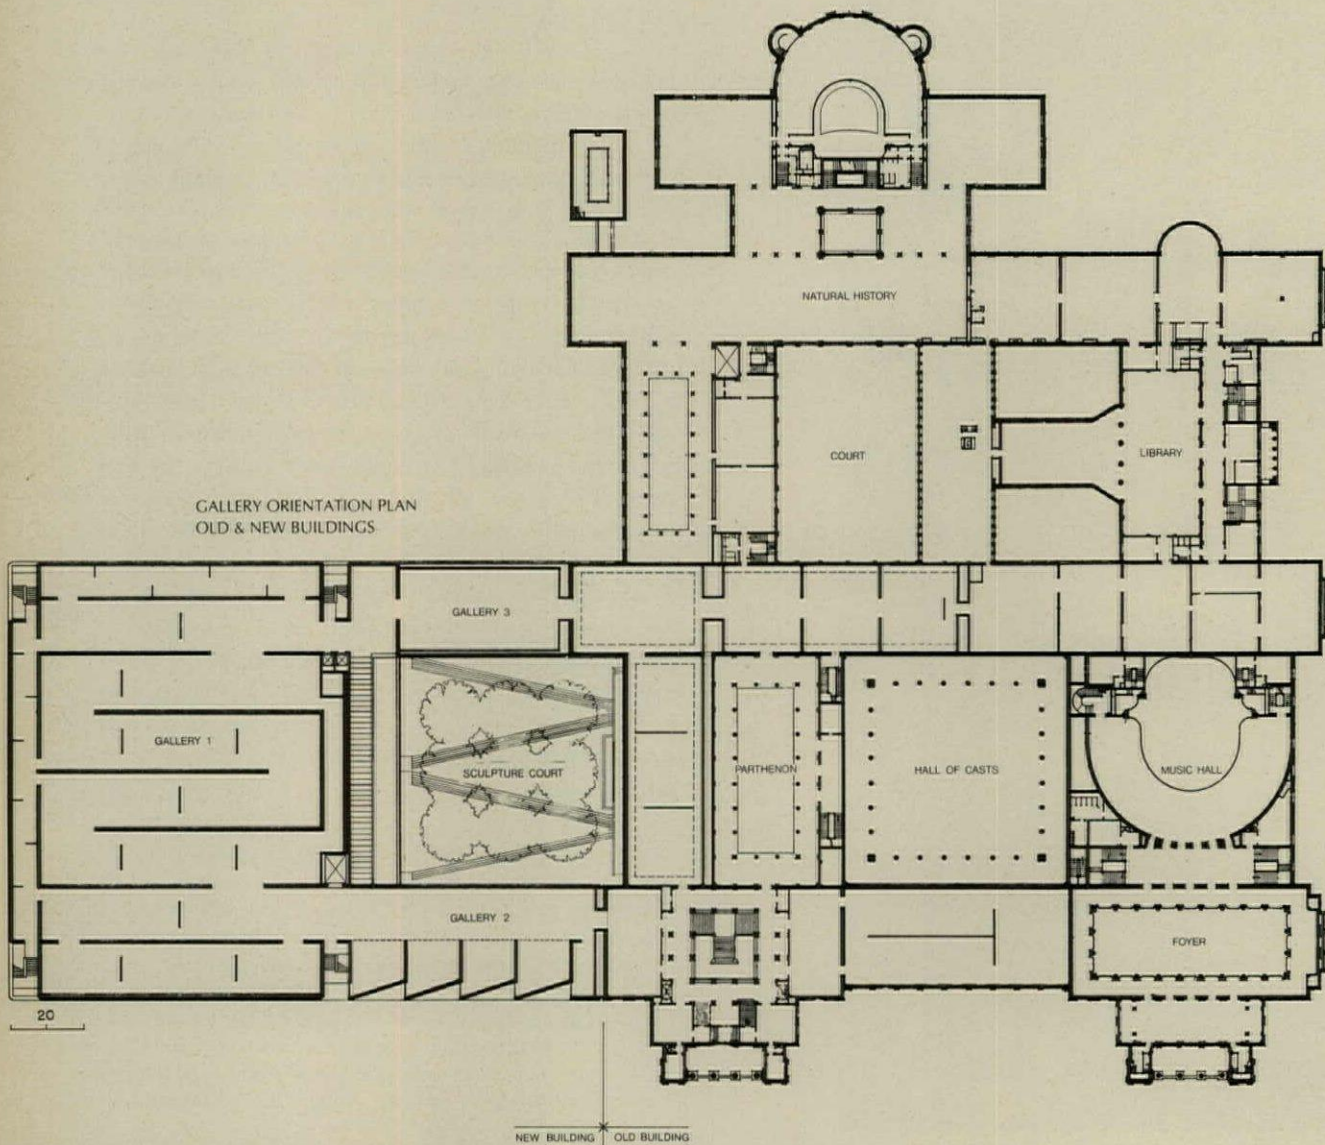 NATURAL HISTORY
COURT
LIBRARY
GALLERY ORIENTATION PLAN
OLD & NEW BUILDINGS
GALLERY 3
GALLERY 1
SCULPTURE COURT
PARTHENON
HALL OF CASTS
MUSIC HALL
GALLERY 2
FOYER
20
NEW BUILDING
OLD BUILDING